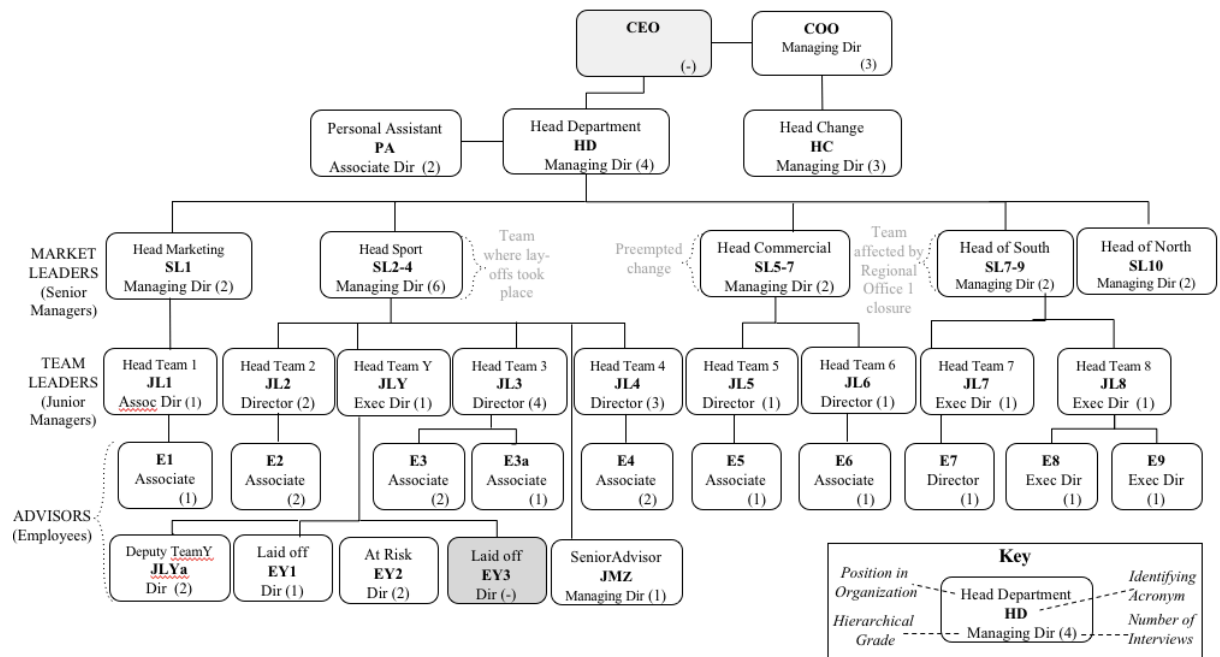 CEO
(-)
COO
Managing Dir
(3)
Personal Assistant
PA
Associate Dir (2)
Head Department
HD
Managing Dir (4)
Head Change
HC
Managing Dir (3)
MARKET
LEADERS
(Senior
Managers)
Head Marketing
SL1
Managing Dir (2)
Head Sport
SL2-4
Managing Dir (6)
Team
where lay-
offs took
place
Preempted
change
Head Commercial
SL5-7
Managing Dir (2)
Team
affected by
Regional
Office 1
closure
Head of South
SL7-9
Managing Dir (2)
Head of North
SL10
Managing Dir (2)
TEAM
LEADERS
(Junior
Managers)
Head Team 1
JL1
Assoc Dir (1)
Head Team 2
JL2
Director (2)
Head Team Y
JLY
Exec Dir (1)
Head Team 3
JL3
Director (4)
Head Team 4
JL4
Director (3)
Head Team 5
JL5
Director (1)
Head Team 6
JL6
Director (1)
Head Team 7
JL7
Exec Dir (1)
Head Team 8
JL8
Exec Dir (1)
ADVISORS
(Employees)
E1
Associate
(1)
E2
Associate
(2)
E3
Associate
(2)
E3a
Associate
(1)
E4
Associate
(2)
E5
Associate
(1)
E6
Associate
(1)
E7
Director
(1)
E8
Exec Dir
(1)
E9
Exec Dir
(1)
Deputy TeamY
JLYa
Dir (2)
Laid off
EY1
Dir (1)
At Risk
EY2
Dir (2)
Laid off
EY3
Dir (-)
SeniorAdvisor
JMZ
Managing Dir (1)
Key
Position in
Organization
Hierarchical
Grade
Head Department
HD
Managing Dir (4)
Identifying
Acronym
Number of
Interviews